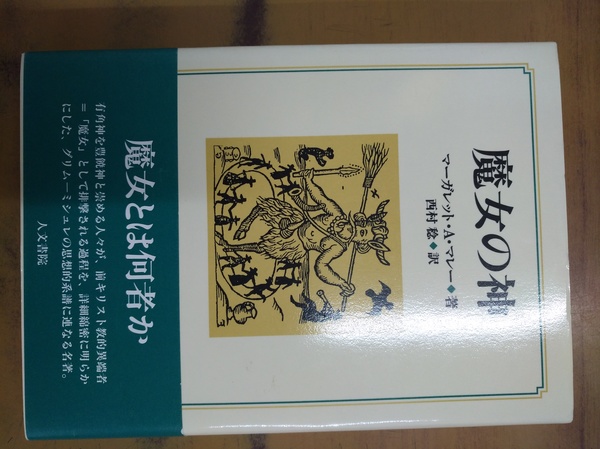 魔女の神
マーガレット・A・マレー◆著
西村稔◆訳
魔女とは何者か
有角神を豊饒神と崇める人々が、前キリスト教的異端者
＝「魔女」として排撃される過程を、詳細綿密に明らか
にした、グリム―ミシュレの思想的系譜に連なる名著。
人文書院